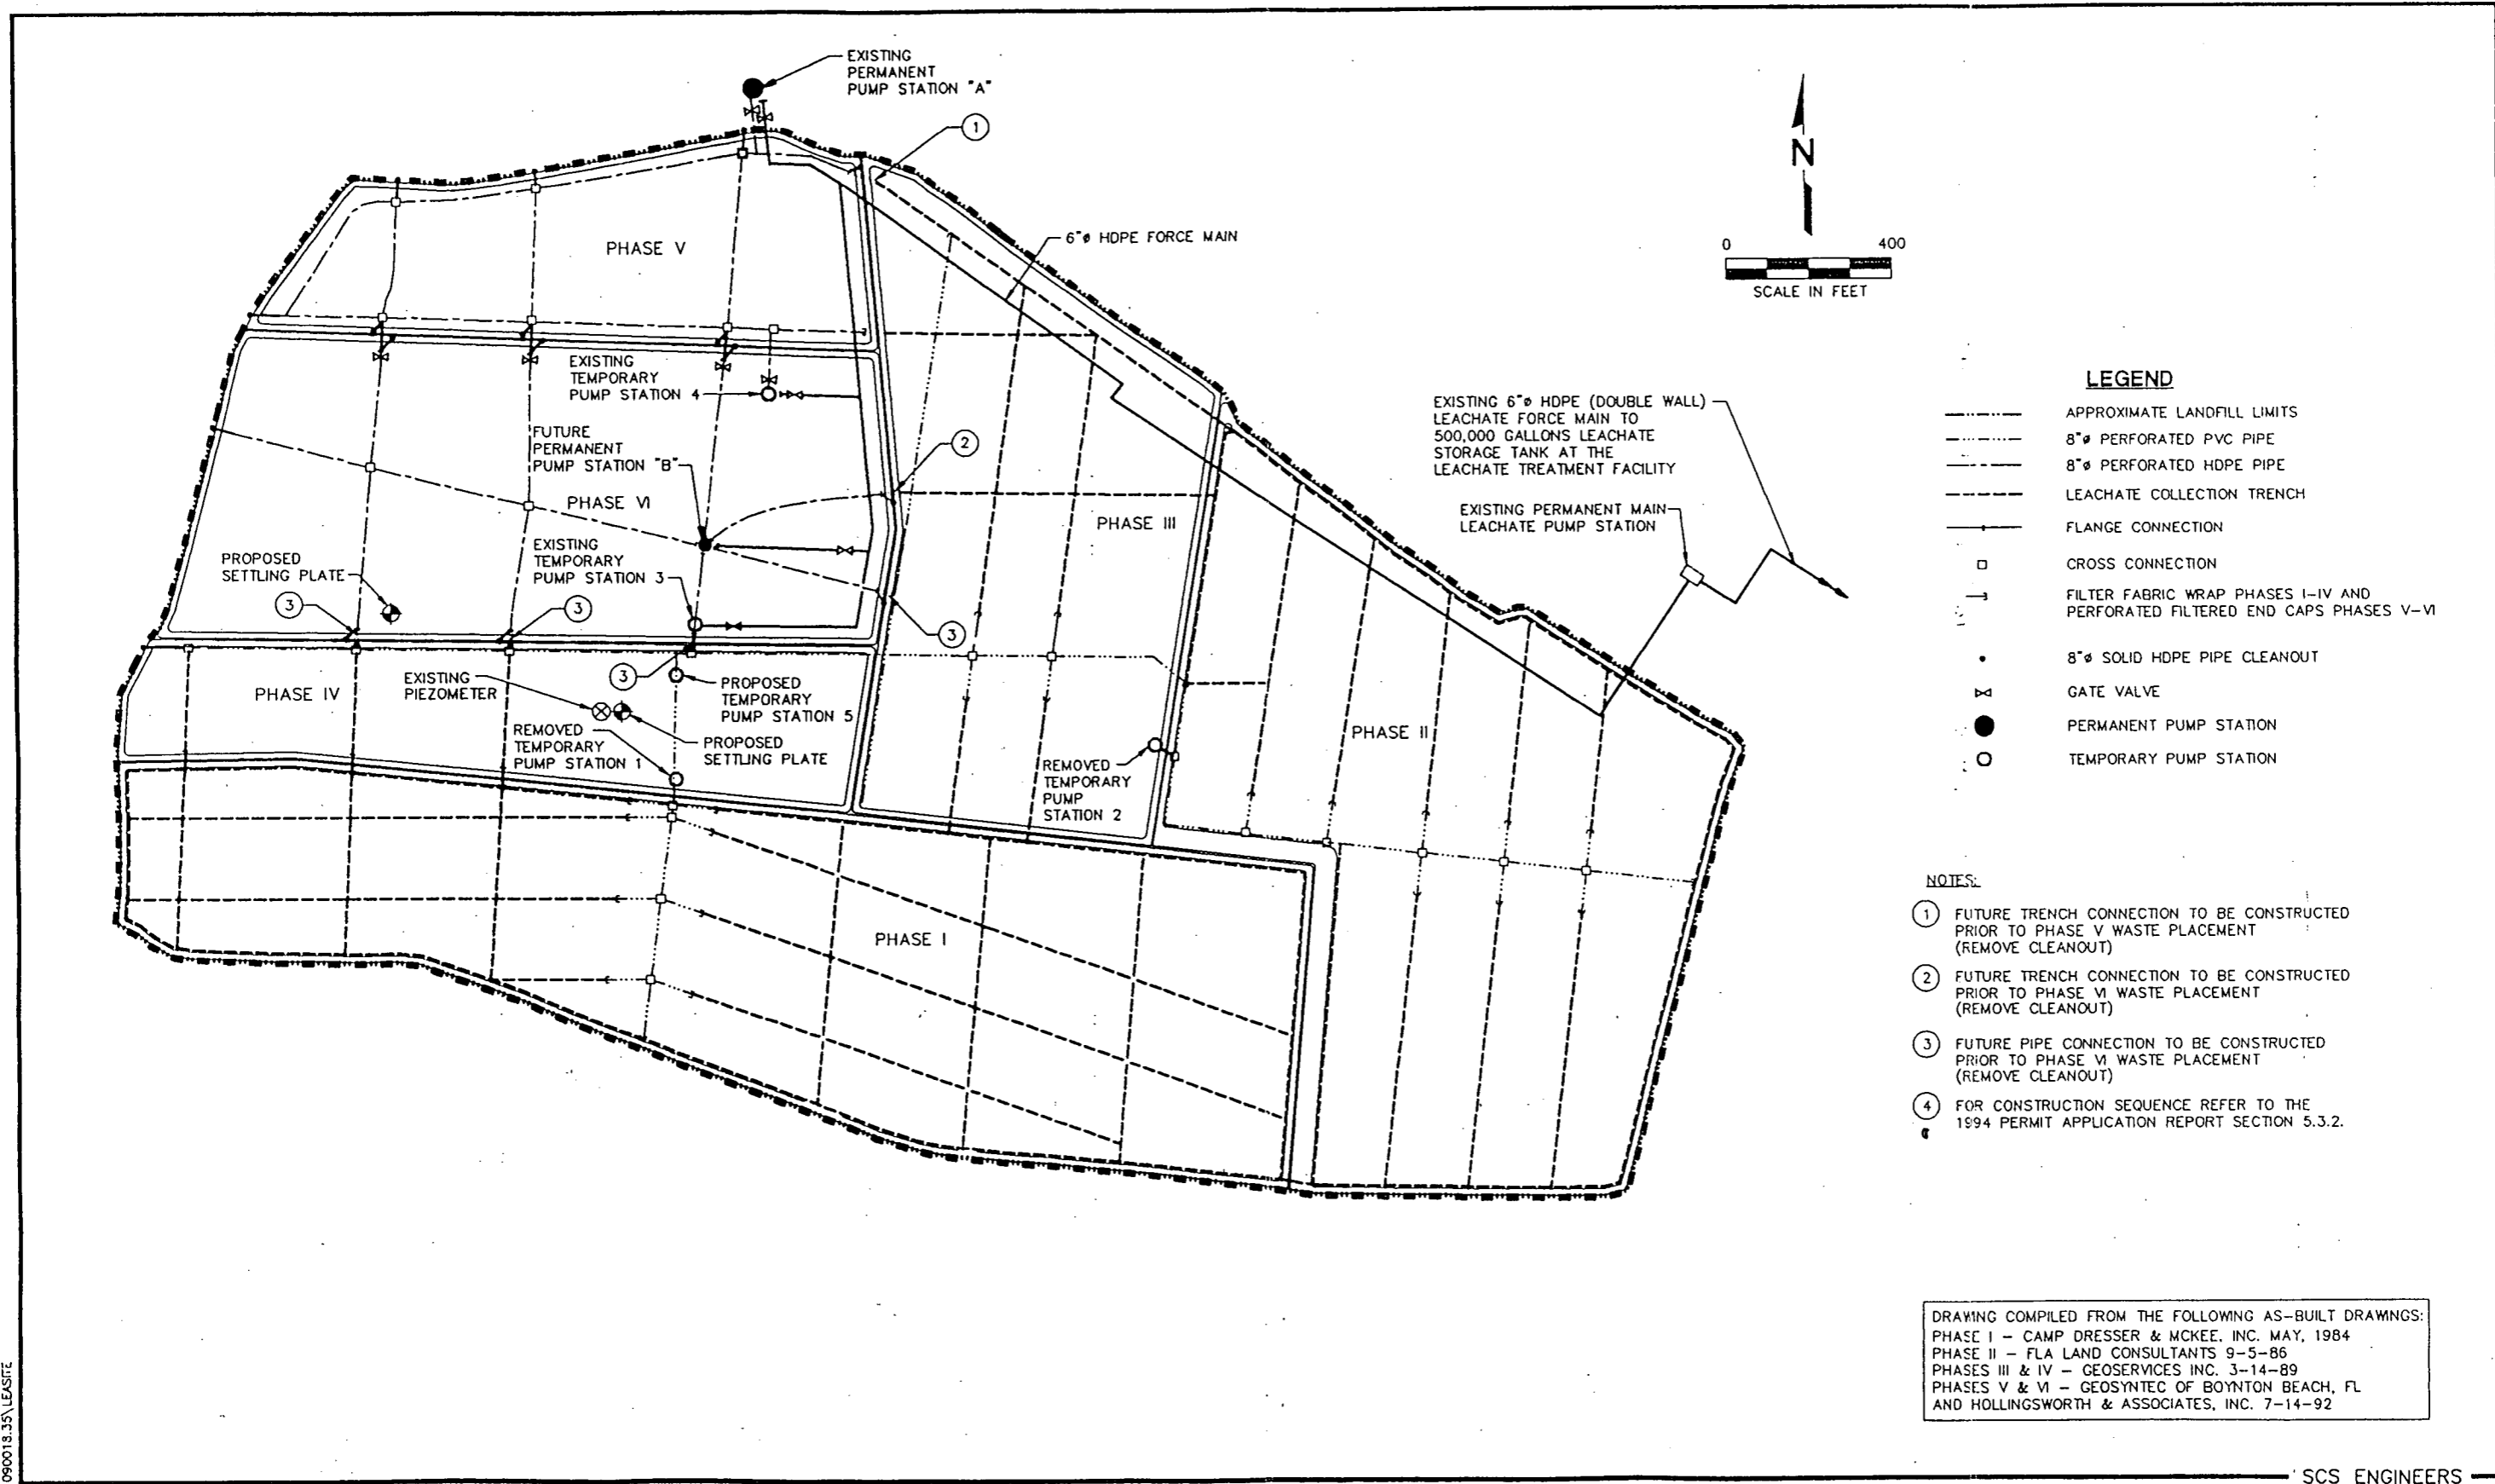 EXISTING
PERMANENT
PUMP STATION "A"
1
N
0 400
SCALE IN FEET
6"ø HDPE FORCE MAIN
PHASE V
EXISTING
TEMPORARY
PUMP STATION 4
FUTURE
PERMANENT
PUMP STATION "B"
2
PHASE VI
PHASE III
EXISTING
TEMPORARY
PUMP STATION 3
PROPOSED
SETTLING PLATE
3
3
3
3
EXISTING 6"ø HDPE (DOUBLE WALL)
LEACHATE FORCE MAIN TO
500,000 GALLONS LEACHATE
STORAGE TANK AT THE
LEACHATE TREATMENT FACILITY
EXISTING PERMANENT MAIN
LEACHATE PUMP STATION
PHASE IV
EXISTING
PIEZOMETER
PROPOSED
TEMPORARY
PUMP STATION 5
REMOVED
TEMPORARY
PUMP STATION 1
PROPOSED
SETTLING PLATE
REMOVED
TEMPORARY
PUMP
STATION 2
PHASE II
PHASE I
LEGEND
APPROXIMATE LANDFILL LIMITS
8"ø PERFORATED PVC PIPE
8"ø PERFORATED HDPE PIPE
LEACHATE COLLECTION TRENCH
FLANGE CONNECTION
CROSS CONNECTION
FILTER FABRIC WRAP PHASES I-IV AND
PERFORATED FILTERED END CAPS PHASES V-VI
8"ø SOLID HDPE PIPE CLEANOUT
GATE VALVE
PERMANENT PUMP STATION
TEMPORARY PUMP STATION
NOTES:
1 FUTURE TRENCH CONNECTION TO BE CONSTRUCTED
PRIOR TO PHASE V WASTE PLACEMENT
(REMOVE CLEANOUT)
2 FUTURE TRENCH CONNECTION TO BE CONSTRUCTED
PRIOR TO PHASE VI WASTE PLACEMENT
(REMOVE CLEANOUT)
3 FUTURE PIPE CONNECTION TO BE CONSTRUCTED
PRIOR TO PHASE VI WASTE PLACEMENT
(REMOVE CLEANOUT)
4 FOR CONSTRUCTION SEQUENCE REFER TO THE
1994 PERMIT APPLICATION REPORT SECTION 5.3.2.
DRAWING COMPILED FROM THE FOLLOWING AS-BUILT DRAWINGS:
PHASE I - CAMP DRESSER & MCKEE, INC. MAY, 1984
PHASE II - FLA LAND CONSULTANTS 9-5-86
PHASES III & IV - GEOSERVICES INC. 3-14-89
PHASES V & VI - GEOSYNTEC OF BOYNTON BEACH, FL
AND HOLLINGSWORTH & ASSOCIATES, INC. 7-14-92
090018.35\LEASITE
SCS ENGINEERS